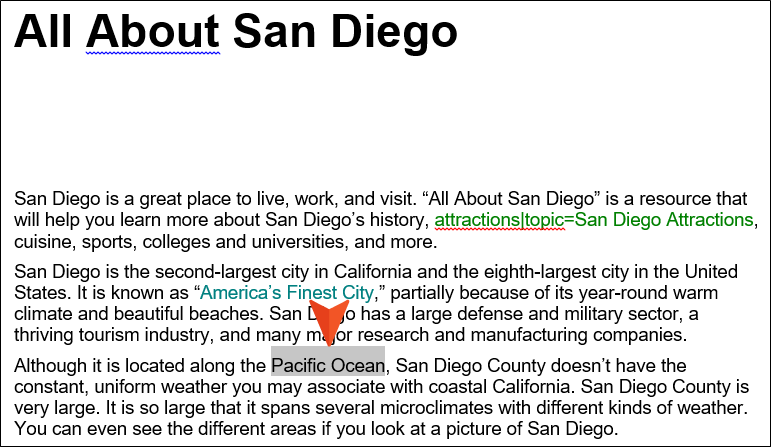 All About San Diego
San Diego is a great place to live, work, and visit. “All About San Diego” is a resource that
will help you learn more about San Diego’s history, attractions|topic=San Diego Attractions,
cuisine, sports, colleges and universities, and more.
San Diego is the second-largest city in California and the eighth-largest city in the United
States. It is known as “America’s Finest City,” partially because of its year-round warm
climate and beautiful beaches. San Diego has a large defense and military sector, a
thriving tourism industry, and many major research and manufacturing companies.
Although it is located along the Pacific Ocean, San Diego County doesn’t have the
constant, uniform weather you may associate with coastal California. San Diego County is
very large. It is so large that it spans several microclimates with different kinds of weather.
You can even see the different areas if you look at a picture of San Diego.